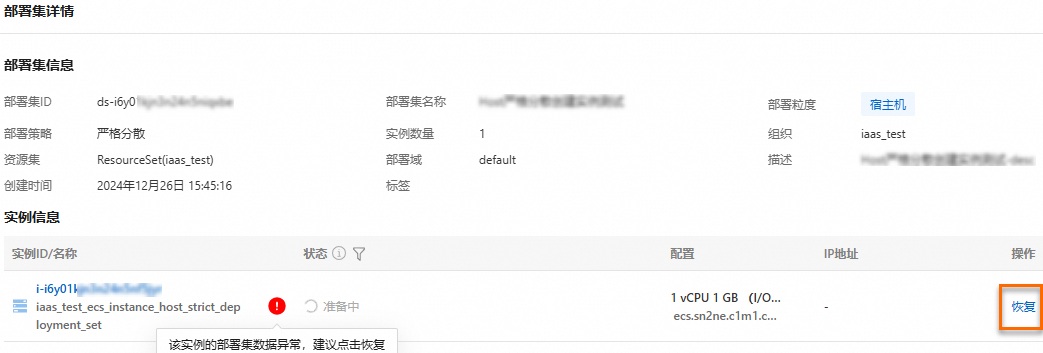 部署集详情
部署集信息
部署集ID ds-i6y0
部署集名称
部署粒度 宿主机
部署策略 严格分散
实例数量 1
组织 iaas_test
资源集 ResourceSet(iaas_test)
部署域 default
描述
创建时间 2024年12月26日 15:45:16
标签
实例信息
实例ID/名称 状态 配置 IP地址 操作
i-i6y01k
iaas_test_ecs_instance_host_strict_dep
loyment_set
准备中
1 vCPU 1 GB (I/O...
ecs.sn2ne.c1m1.c...
-
恢复
该实例的部署集数据异常，建议点击恢复